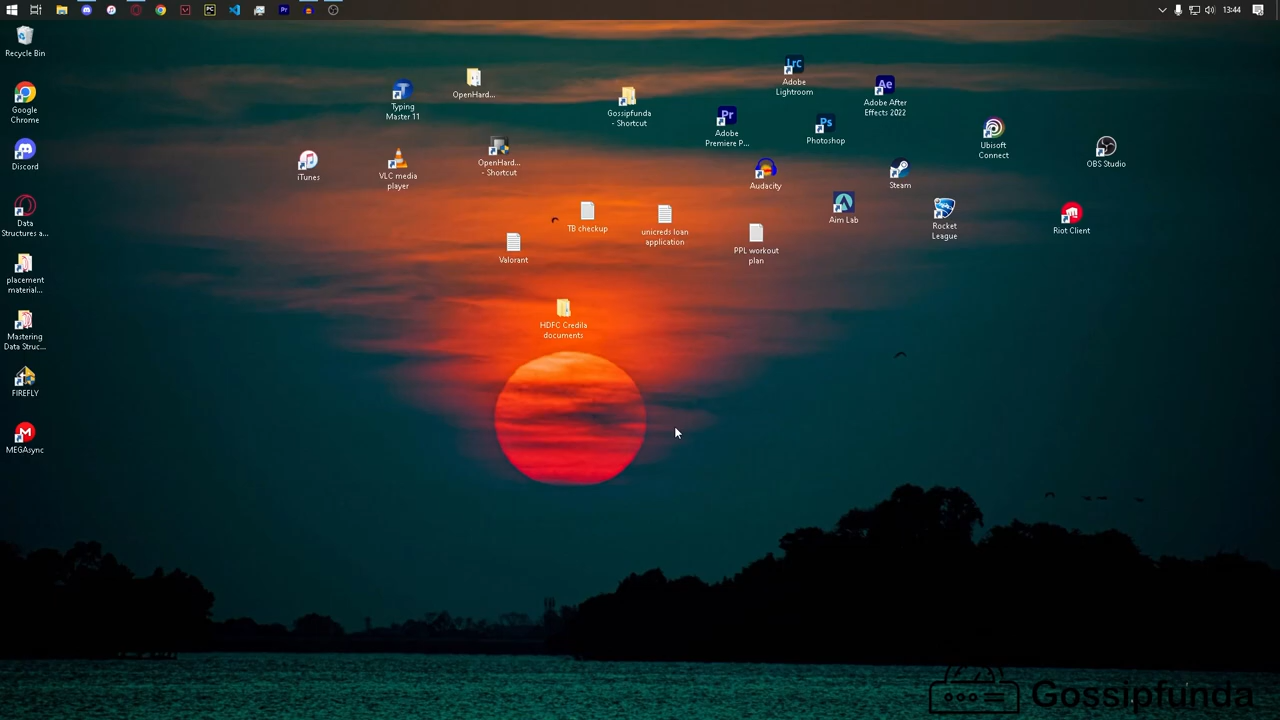 13:44
Recycle Bin
Google
Chrome
Discord
Data
Structures a...
placement
material...
Mastering
Data Struc...
FIREFLY
MEGAsync
iTunes
Typing
Master 11
VLC media
player
OpenHard...
OpenHard...
- Shortcut
Gossipfunda
- Shortcut
Adobe
Premiere P...
Adobe
Lightroom
Photoshop
Adobe After
Effects 2022
Ubisoft
Connect
OBS Studio
Audacity
Steam
Aim Lab
Rocket
League
Riot Client
TB checkup
unicreds loan
application
PPL workout
plan
Valorant
HDFC Credila
documents
Gossipfunda